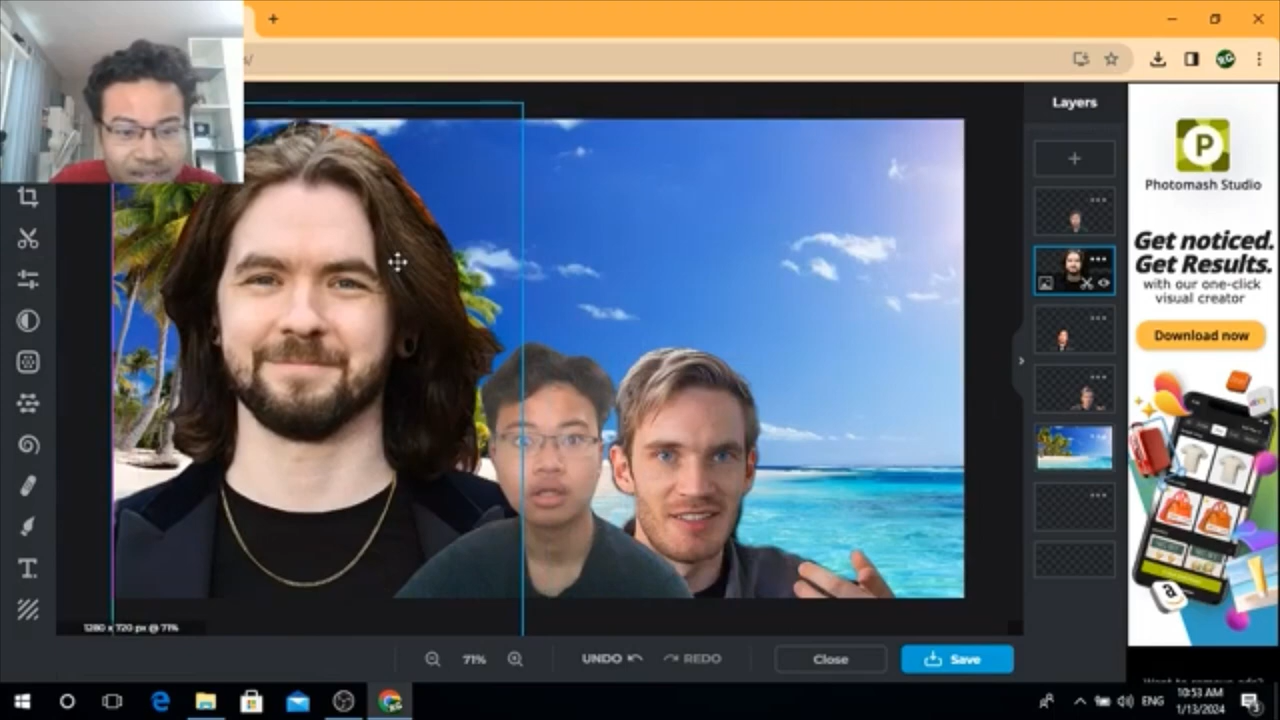 Layers
P
Photomash Studio
Get noticed.
Get Results.
with our one-click
visual creator
Download now
1280 x 720 px @ 71%
71%
UNDO
REDO
Close
Save
ENG
10:53 AM
1/13/2024